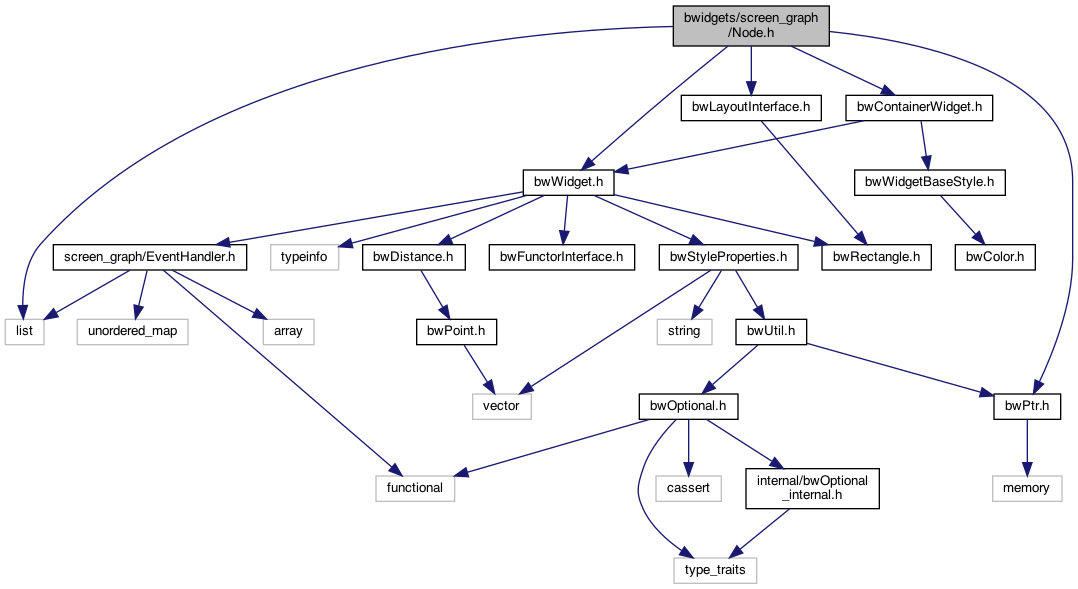 bwidgets/screen_graph
/Node.h
bwLayoutInterface.h
bwContainerWidget.h
bwWidget.h
bwWidgetBaseStyle.h
screen_graph/EventHandler.h
typeinfo
bwDistance.h
bwFunctorInterface.h
bwStyleProperties.h
bwRectangle.h
bwColor.h
list
unordered_map
array
bwPoint.h
string
bwUtil.h
vector
bwOptional.h
bwPtr.h
functional
cassert
internal/bwOptional
_internal.h
memory
type_traits